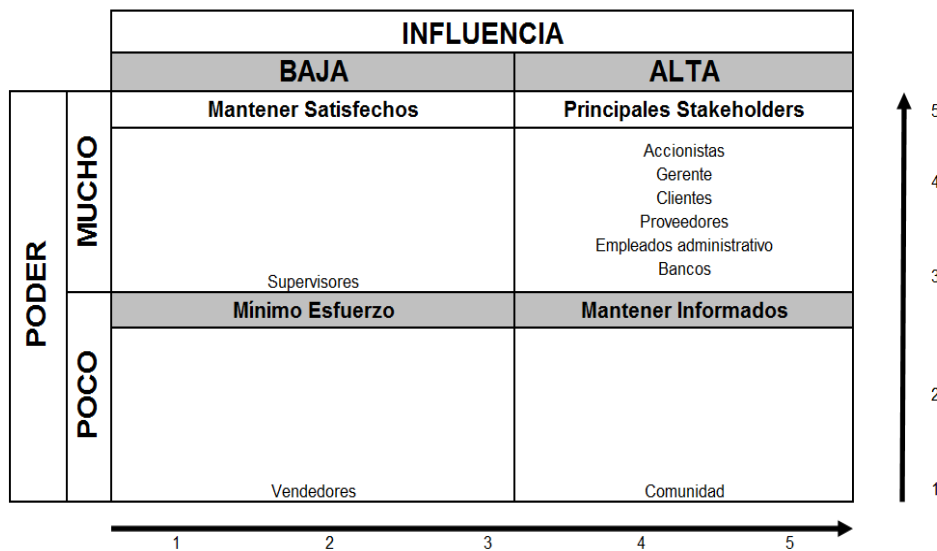 INFLUENCIA
BAJA
ALTA
PODER
MUCHO
Mantener Satisfechos
Principales Stakeholders
Supervisores
Accionistas
Gerente
Clientes
Proveedores
Empleados administrativo
Bancos
POCO
Mínimo Esfuerzo
Mantener Informados
Vendedores
Comunidad
5
4
3
2
1
1 2 3 4 5